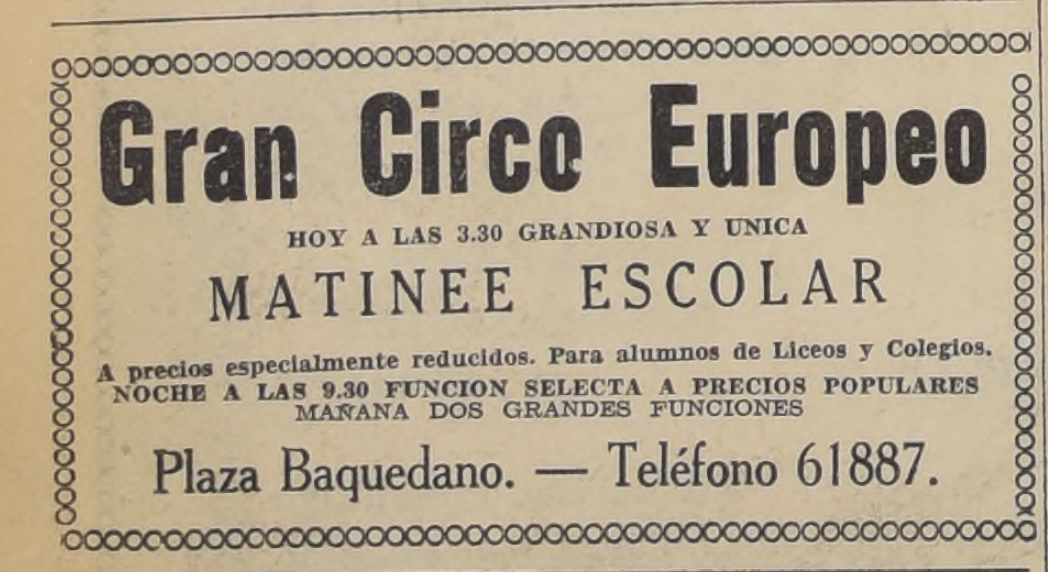 Gran Circo Europeo
HOY A LAS 3.30 GRANDIOSA Y UNICA
MATINEE ESCOLAR
A precios especialmente reducidos. Para alumnos de Liceos y Colegios.
NOCHE A LAS 9.30 FUNCION SELECTA A PRECIOS POPULARES
MAÑANA DOS GRANDES FUNCIONES
Plaza Baquedano. — Teléfono 61887.